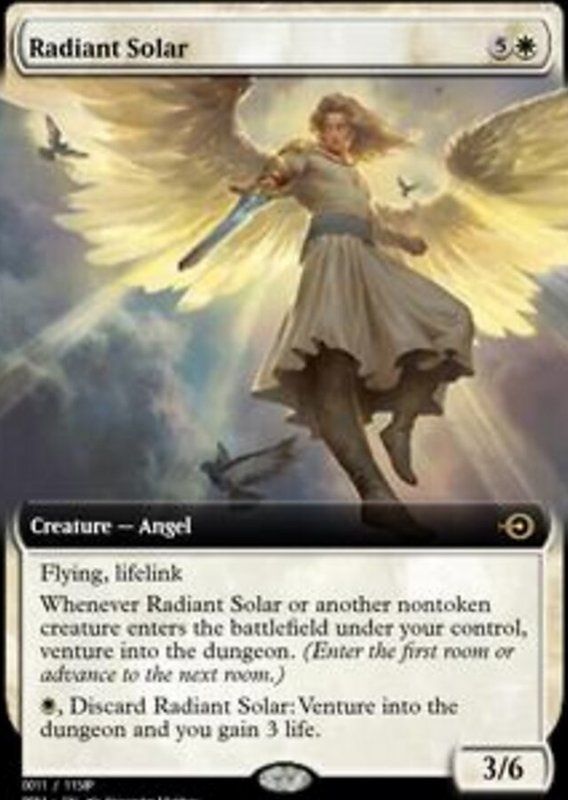 Radiant Solar 5
Creature — Angel
Flying, lifelink
Whenever Radiant Solar or another nontoken
creature enters the battlefield under your control,
venture into the dungeon. (Enter the first room or
advance to the next room.)
, Discard Radiant Solar: Venture into the
dungeon and you gain 3 life.
3/6
0011 /